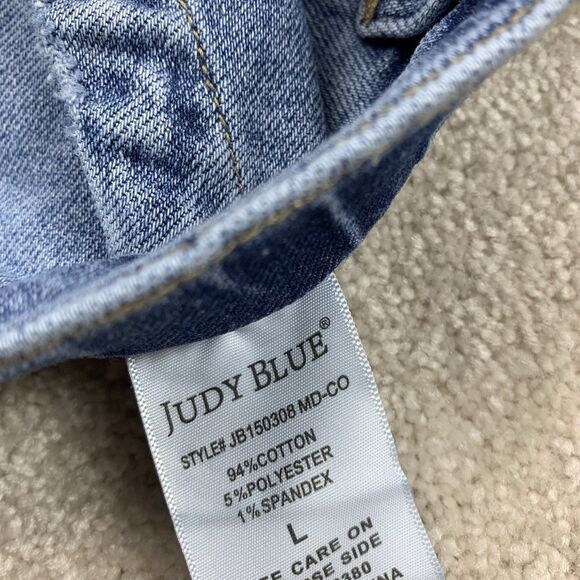 JUDY BLUE®
STYLE# JB150308 MD-CO
94%COTTON
5%POLYESTER
1%SPANDEX
L
CARE ON
SIDE